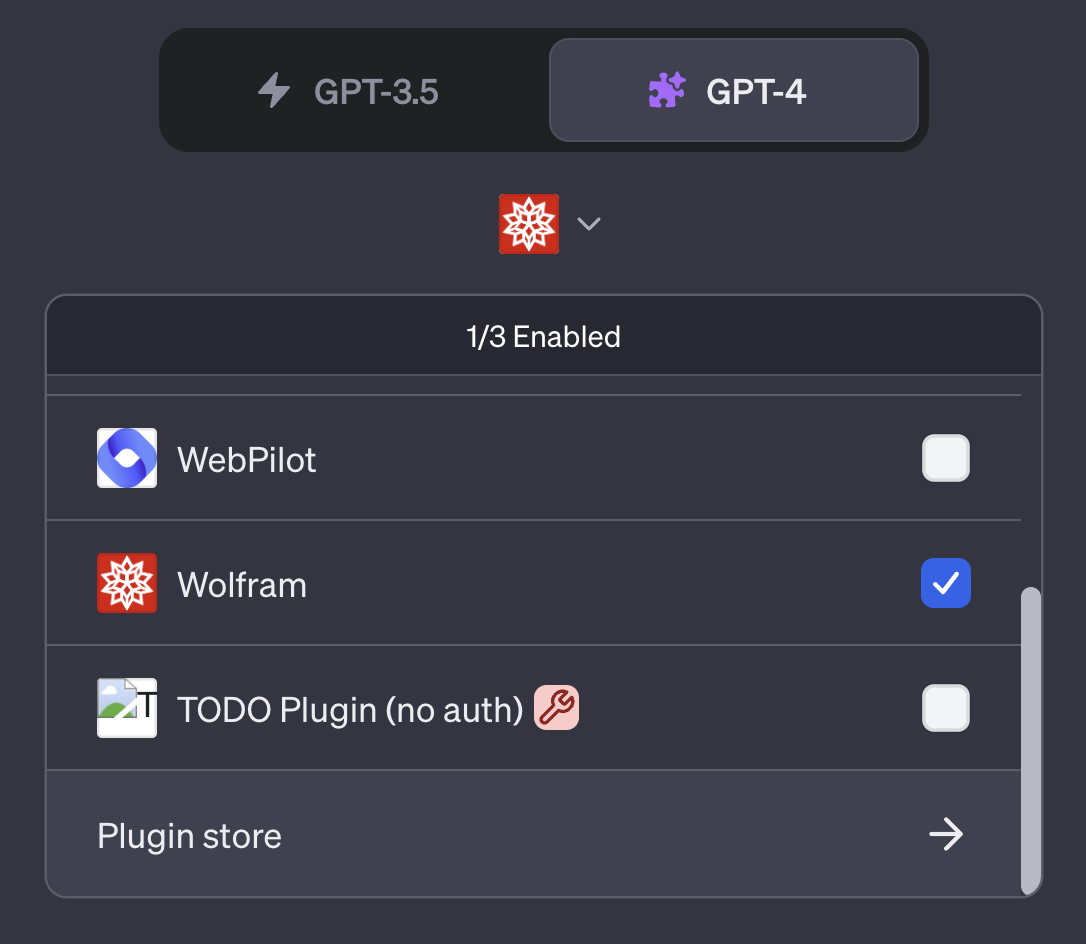 GPT-3.5
GPT-4
1/3 Enabled
WebPilot
Wolfram
T
TODO Plugin (no auth)
Plugin store